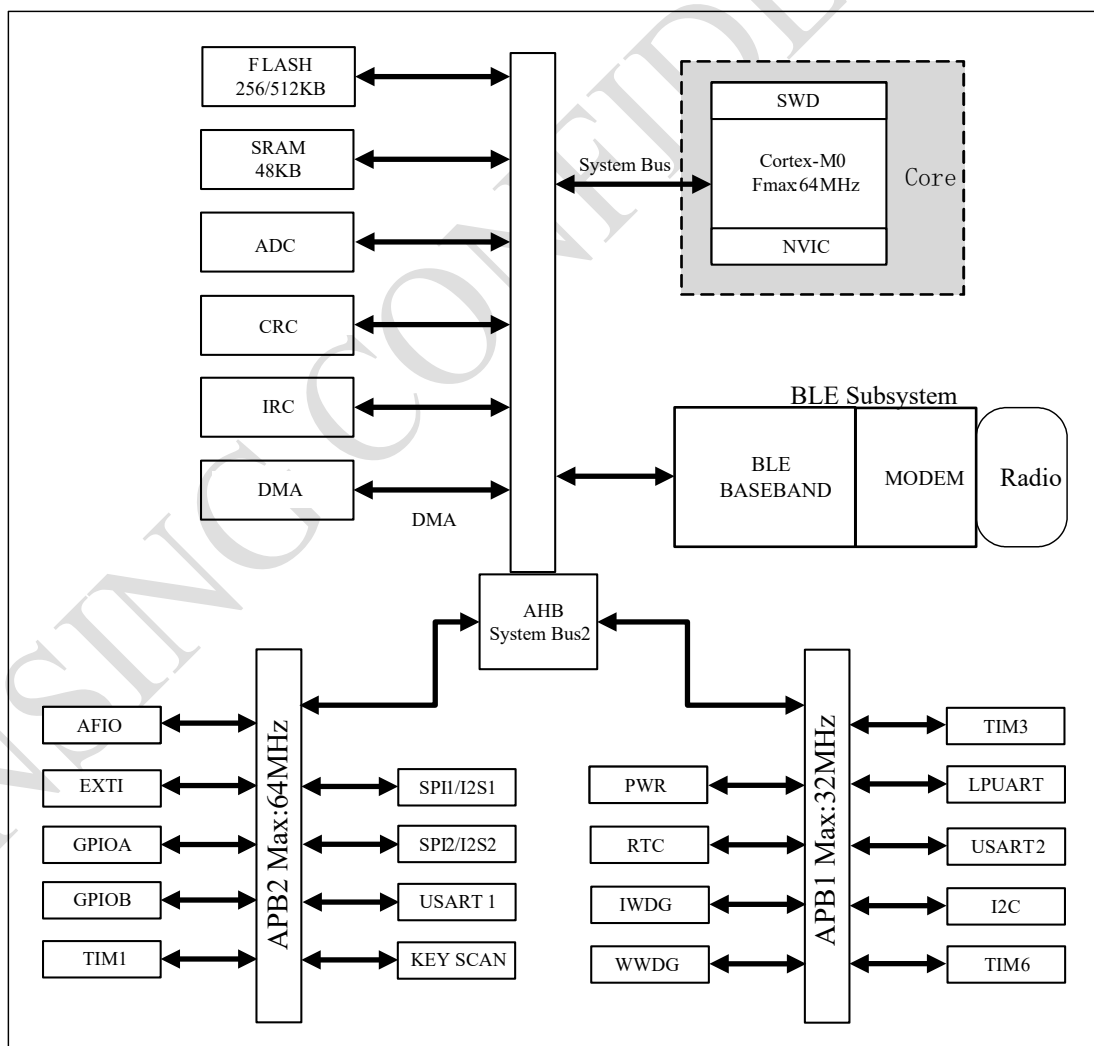 FLASH
256/512KB
SRAM
48KB
ADC
CRC
IRC
DMA
DMA
System Bus
SWD
Cortex-M0
Fmax:64MHz
NVIC
Core
BLE Subsystem
BLE
BASEBAND
MODEM
Radio
AHB
System Bus2
APB2 Max:64MHz
AFIO
EXTI
GPIOA
GPIOB
TIM1
SPI1/I2S1
SPI2/I2S2
USART 1
KEY SCAN
APB1 Max:32MHz
PWR
RTC
IWDG
WWDG
TIM3
LPUART
USART2
I2C
TIM6
NSING CONFIDE